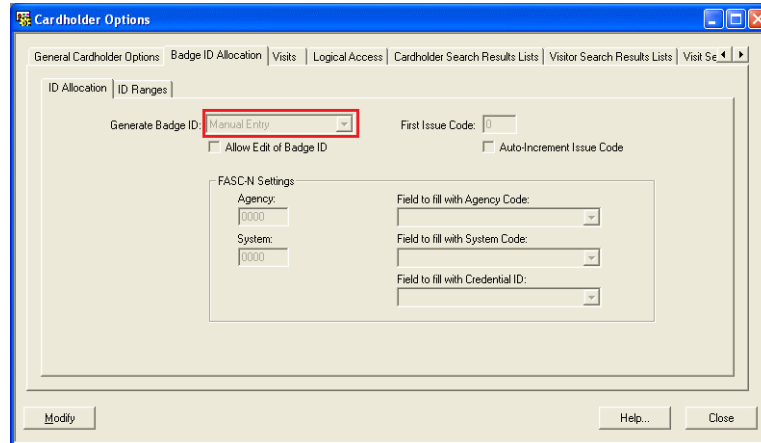 Cardholder Options
General Cardholder Options Badge ID Allocation Visits Logical Access Cardholder Search Results Lists Visitor Search Results Lists Visit Se
ID Allocation ID Ranges
Generate Badge ID: Manual Entry First Issue Code: 0
Allow Edit of Badge ID Auto-Increment Issue Code
FASC-N Settings
Agency: Field to fill with Agency Code:
0000
System: Field to fill with System Code:
0000
Field to fill with Credential ID:
Modify Help... Close